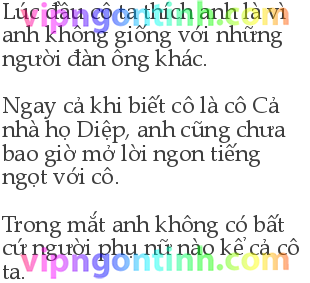 Lúc đầu cô ta thích anh là vì
anh không giống với những
người đàn ông khác.
Ngay cả khi biết cô là cô Cả
nhà họ Diệp, anh cũng chưa
bao giờ mở lời ngon tiếng
ngọt với cô.
Trong mắt anh không có bất
cứ người phụ nữ nào kể cả cô
ta.
vipngontinh.com
vipngontinh.com